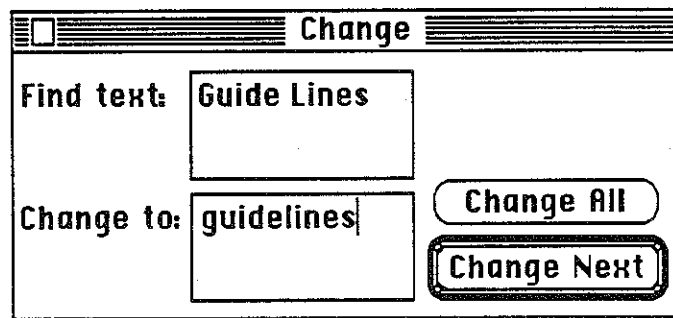 Change
Find text: Guide Lines
Change to: guidelines
Change All
Change Next